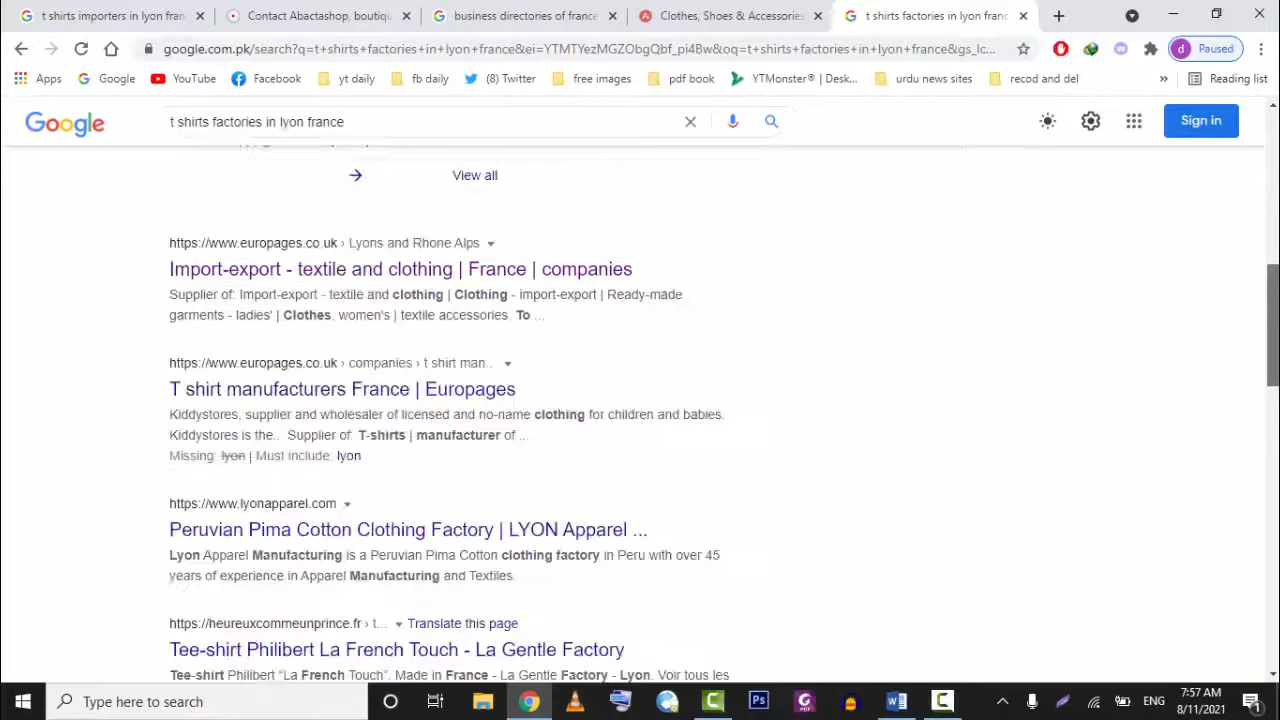 t shirts importers in lyon fran
Contact Abactashop, boutiqu
business directories of france
Clothes, Shoes & Accessories
t shirts factories in lyon franc
google.com.pk/search?q=t+shirts+factories+in+lyon+france&ei=YTMTYezMGZObgQbf_pi4Bw&oq=t+shirts+factories+in+lyon+france&gs_lc...
d Paused
Apps Google YouTube Facebook yt daily fb daily (8) Twitter free images pdf book YTMonster® | Desk... urdu news sites recod and del » Reading list
Google t shirts factories in lyon france Sign in
View all
https://www.europages.co.uk › Lyons and Rhone Alps
Import-export - textile and clothing | France | companies
Supplier of: Import-export - textile and clothing | Clothing - import-export | Ready-made
garments - ladies' | Clothes, women's | textile accessories. To ...
https://www.europages.co.uk › companies › t shirt man...
T shirt manufacturers France | Europages
Kiddystores, supplier and wholesaler of licensed and no-name clothing for children and babies.
Kiddystores is the.. Supplier of: T-shirts | manufacturer of ...
Missing: lyon | Must include: lyon
https://www.lyonapparel.com
Peruvian Pima Cotton Clothing Factory | LYON Apparel ...
Lyon Apparel Manufacturing is a Peruvian Pima Cotton clothing factory in Peru with over 45
years of experience in Apparel Manufacturing and Textiles.
https://heureuxcommeunprince.fr › t... Translate this page
Tee-shirt Philibert La French Touch - La Gentle Factory
Tee-shirt Philibert "La French Touch". Made in France - La Gentle Factory - Lyon. Voir tous les
Type here to search
ENG
7:57 AM
8/11/2021